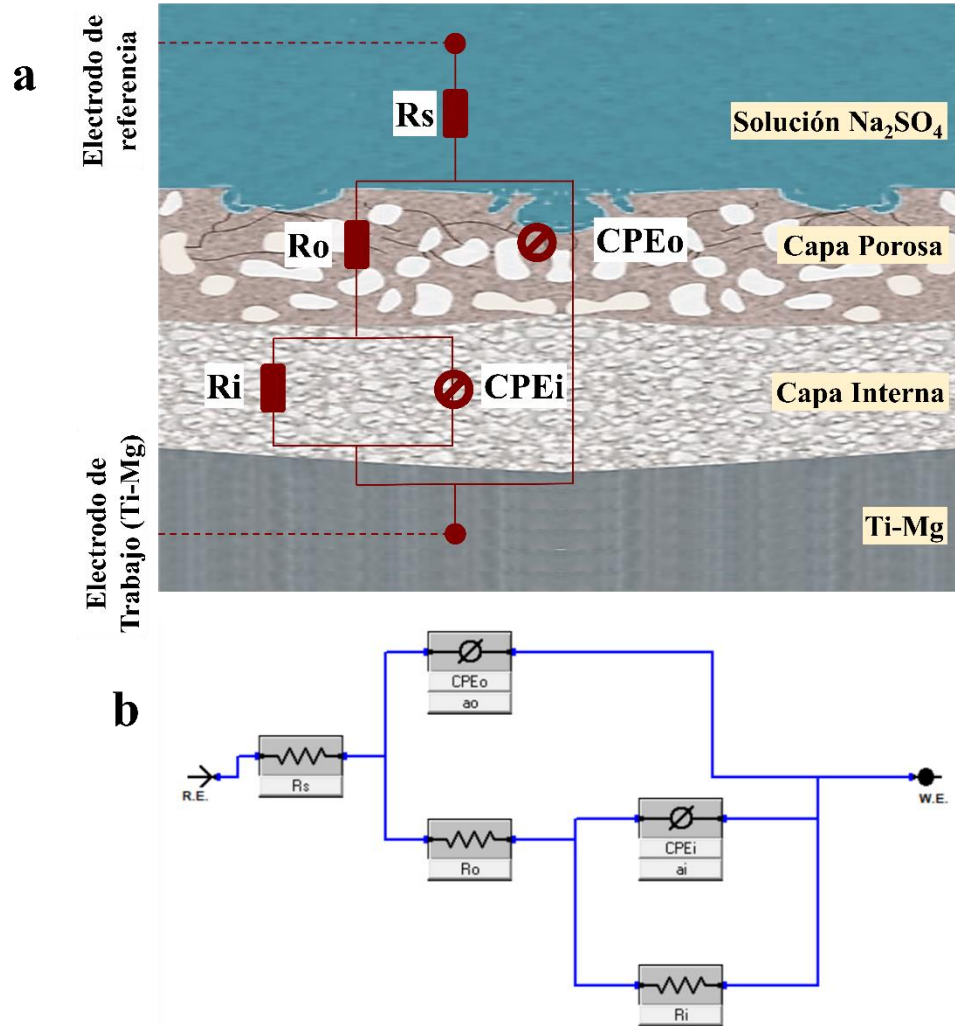 a
Electrodo de
referencia
Rs
Solución Na₂SO₄
Ro
CPEo
Capa Porosa
Ri
CPEi
Capa Interna
Electrodo de
Trabajo (Ti-Mg)
Ti-Mg
b
CPEo
ao
R.E.
Rs
W.E.
CPEi
ai
Ro
Ri